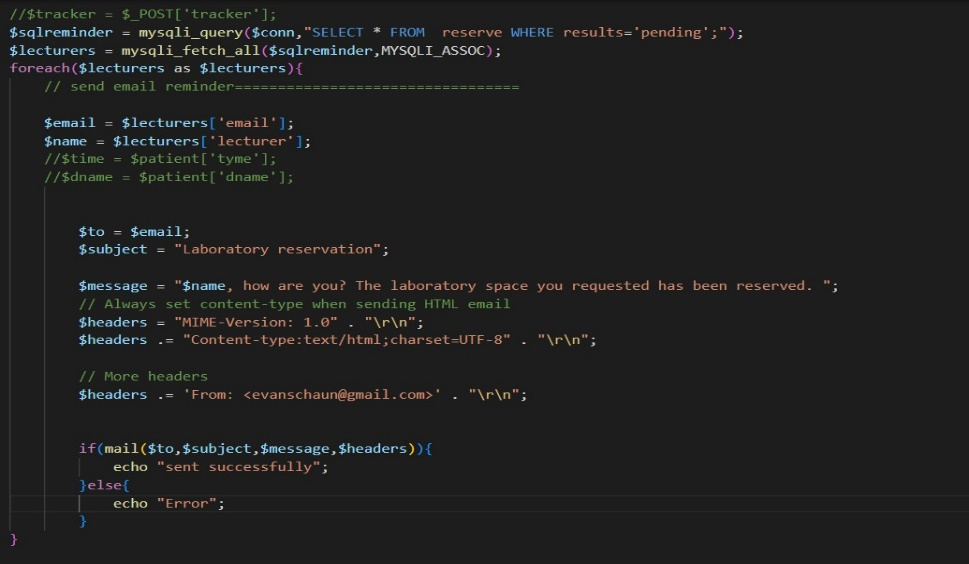 //$tracker = $_POST['tracker'];
$sqlreminder = mysqli_query($conn,"SELECT * FROM  reserve WHERE results='pending';");
$lecturers = mysqli_fetch_all($sqlreminder,MYSQLI_ASSOC);
foreach($lecturers as $lecturers){
// send email reminder=================================
$email = $lecturers['email'];
$name = $lecturers['lecturer'];
//$time = $patient['tyme'];
//$dname = $patient['dname'];
$to = $email;
$subject = "Laboratory reservation";
$message = "$name, how are you? The laboratory space you requested has been reserved. ";
// Always set content-type when sending HTML email
$headers = "MIME-Version: 1.0" . "\r\n";
$headers .= "Content-type:text/html;charset=UTF-8" . "\r\n";
// More headers
$headers .= 'From: <evanschaun@gmail.com>' . "\r\n";
if(mail($to,$subject,$message,$headers)){
echo "sent successfully";
}else{
echo "Error";
}
}